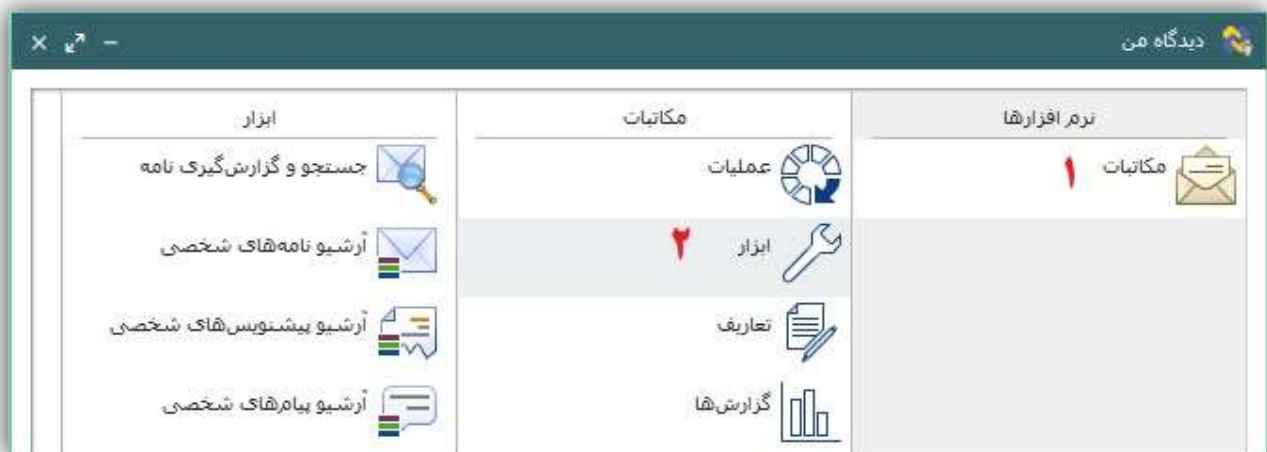 دیدگاه من
نرم افزارها
مکاتبات ۱
مکاتبات
عملیات
ابزار ۲
تعاریف
گزارش‌ها
ابزار
جستجو و گزارش‌گیری نامه
آرشیو نامه‌های شخصی
آرشیو پیشنویس‌های شخصی
آرشیو پیام‌های شخصی